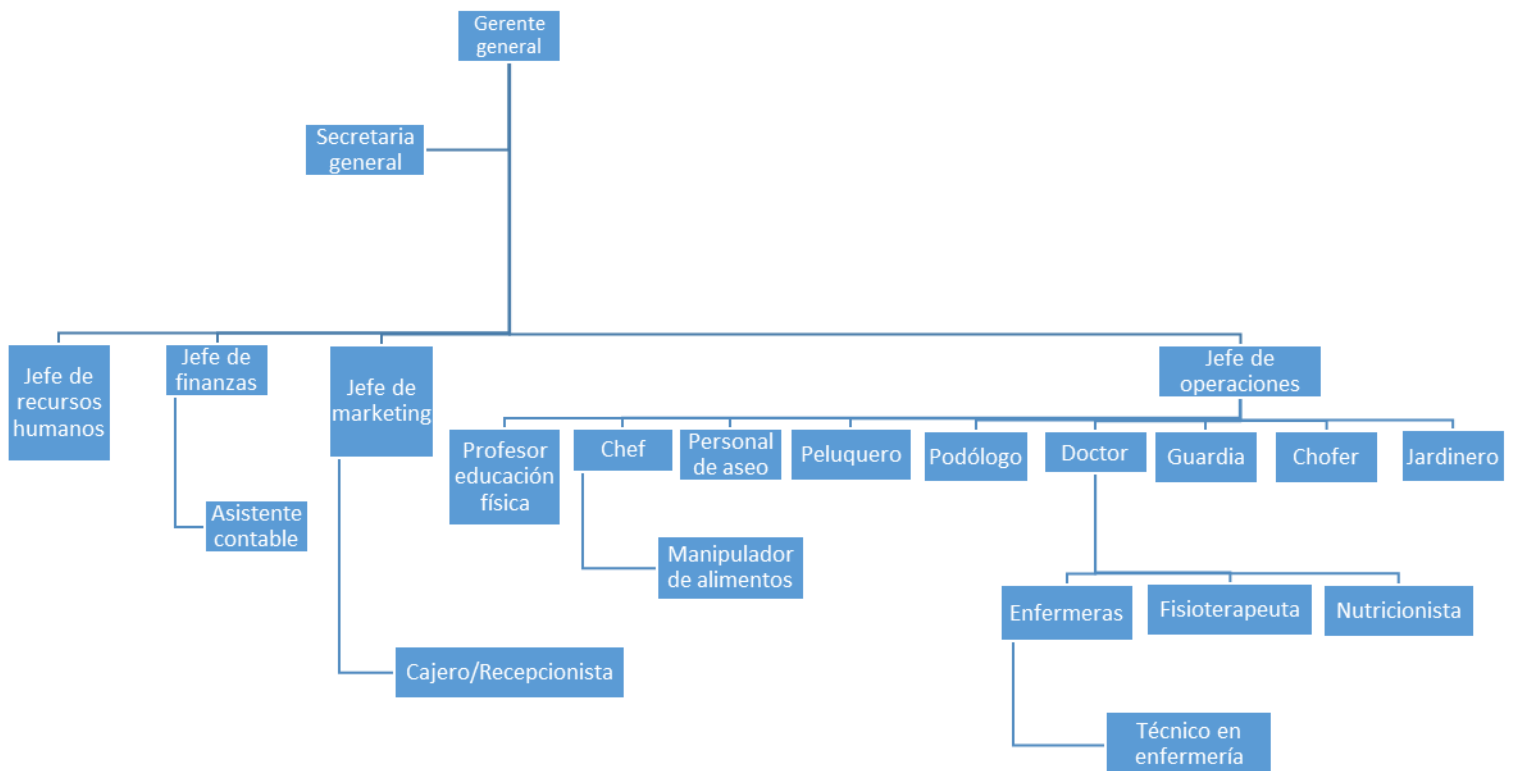 Gerente
general
Secretaria
general
Jefe de
recursos
humanos
Jefe de
finanzas
Jefe de
marketing
Jefe de
operaciones
Profesor
educación
física
Chef
Personal
de aseo
Peluquero
Podólogo
Doctor
Guardia
Chofer
Jardinero
Asistente
contable
Manipulador
de alimentos
Enfermeras
Fisioterapeuta
Nutricionista
Cajero/Recepcionista
Técnico en
enfermería